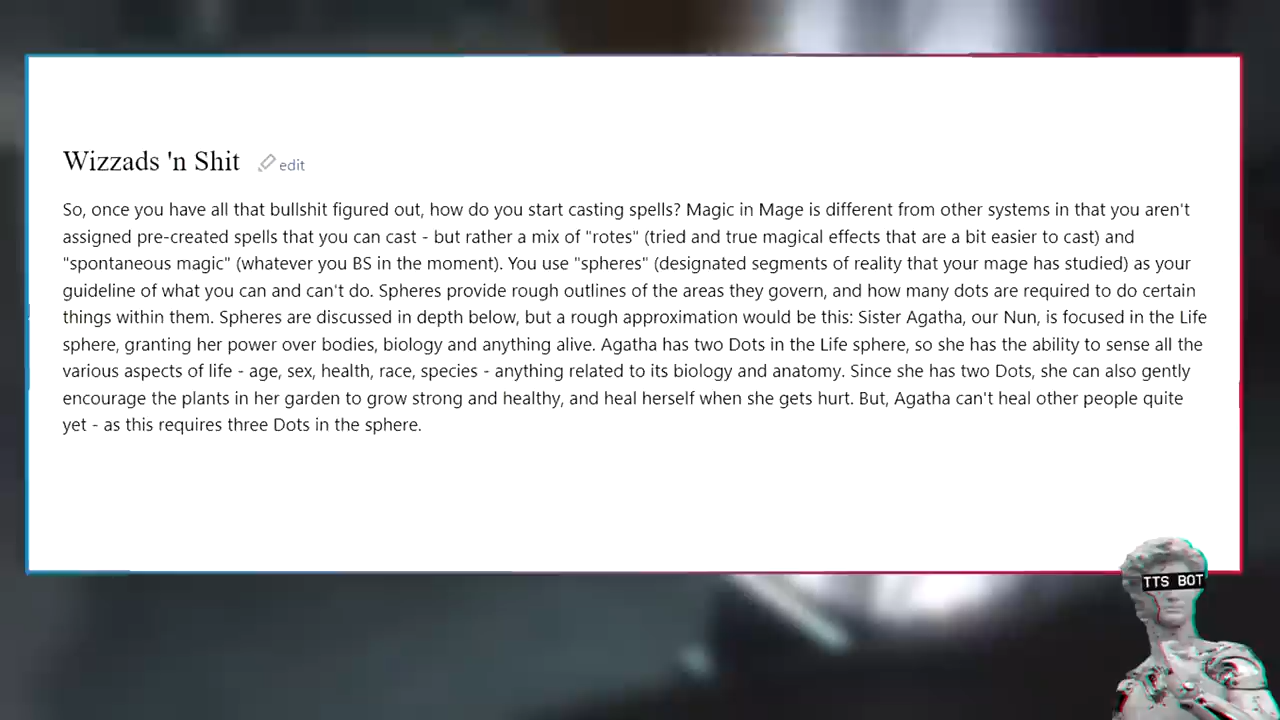 Wizzads 'n Shit edit
So, once you have all that bullshit figured out, how do you start casting spells? Magic in Mage is different from other systems in that you aren't
assigned pre-created spells that you can cast - but rather a mix of "rotes" (tried and true magical effects that are a bit easier to cast) and
"spontaneous magic" (whatever you BS in the moment). You use "spheres" (designated segments of reality that your mage has studied) as your
guideline of what you can and can't do. Spheres provide rough outlines of the areas they govern, and how many dots are required to do certain
things within them. Spheres are discussed in depth below, but a rough approximation would be this: Sister Agatha, our Nun, is focused in the Life
sphere, granting her power over bodies, biology and anything alive. Agatha has two Dots in the Life sphere, so she has the ability to sense all the
various aspects of life - age, sex, health, race, species - anything related to its biology and anatomy. Since she has two Dots, she can also gently
encourage the plants in her garden to grow strong and healthy, and heal herself when she gets hurt. But, Agatha can't heal other people quite
yet - as this requires three Dots in the sphere.
TTS BOT